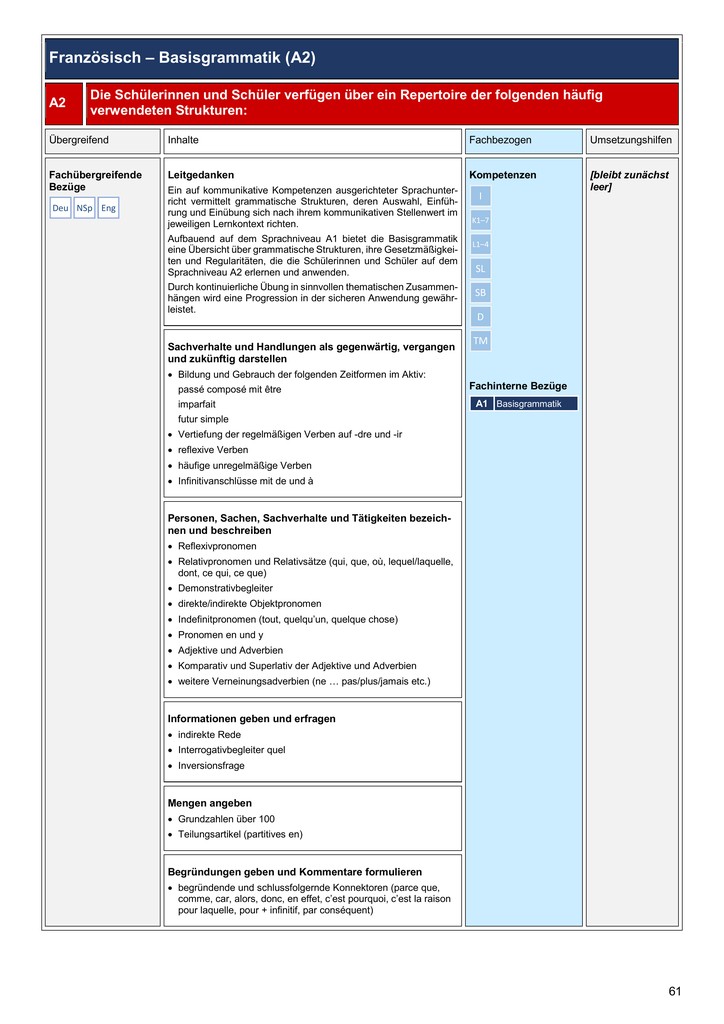 Französisch – Basisgrammatik (A2)
A2
Die Schülerinnen und Schüler verfügen über ein Repertoire der folgenden häufig
verwendeten Strukturen:
Übergreifend
Inhalte
Fachbezogen
Umsetzungshilfen
Fachübergreifende
Bezüge
Deu NSp Eng
Leitgedanken
Ein auf kommunikative Kompetenzen ausgerichteter Sprachunter-
richt vermittelt grammatische Strukturen, deren Auswahl, Einfüh-
rung und Einübung sich nach ihrem kommunikativen Stellenwert im
jeweiligen Lernkontext richten.
Aufbauend auf dem Sprachniveau A1 bietet die Basisgrammatik
eine Übersicht über grammatische Strukturen, ihre Gesetzmäßigkei-
ten und Regularitäten, die die Schülerinnen und Schüler auf dem
Sprachniveau A2 erlernen und anwenden.
Durch kontinuierliche Übung in sinnvollen thematischen Zusammen-
hängen wird eine Progression in der sicheren Anwendung gewähr-
leistet.
Sachverhalte und Handlungen als gegenwärtig, vergangen
und zukünftig darstellen
• Bildung und Gebrauch der folgenden Zeitformen im Aktiv:
passé composé mit être
imparfait
futur simple
• Vertiefung der regelmäßigen Verben auf -dre und -ir
• reflexive Verben
• häufige unregelmäßige Verben
• Infinitivanschlüsse mit de und à
Personen, Sachen, Sachverhalte und Tätigkeiten bezeich-
nen und beschreiben
• Reflexivpronomen
• Relativpronomen und Relativsätze (qui, que, où, lequel/laquelle,
dont, ce qui, ce que)
• Demonstrativbegleiter
• direkte/indirekte Objektpronomen
• Indefinitpronomen (tout, quelqu'un, quelque chose)
• Pronomen en und y
• Adjektive und Adverbien
• Komparativ und Superlativ der Adjektive und Adverbien
• weitere Verneinungsadverbien (ne … pas/plus/jamais etc.)
Informationen geben und erfragen
• indirekte Rede
• Interrogativbegleiter quel
• Inversionsfrage
Mengen angeben
• Grundzahlen über 100
• Teilungsartikel (partitives en)
Begründungen geben und Kommentare formulieren
• begründende und schlussfolgernde Konnektoren (parce que,
comme, car, alors, donc, en effet, c'est pourquoi, c'est la raison
pour laquelle, pour + infinitif, par conséquent)
Kompetenzen
I
K1–7
L1–4
SL
SB
D
TM
Fachinterne Bezüge
A1 Basisgrammatik
[bleibt zunächst
leer]
61